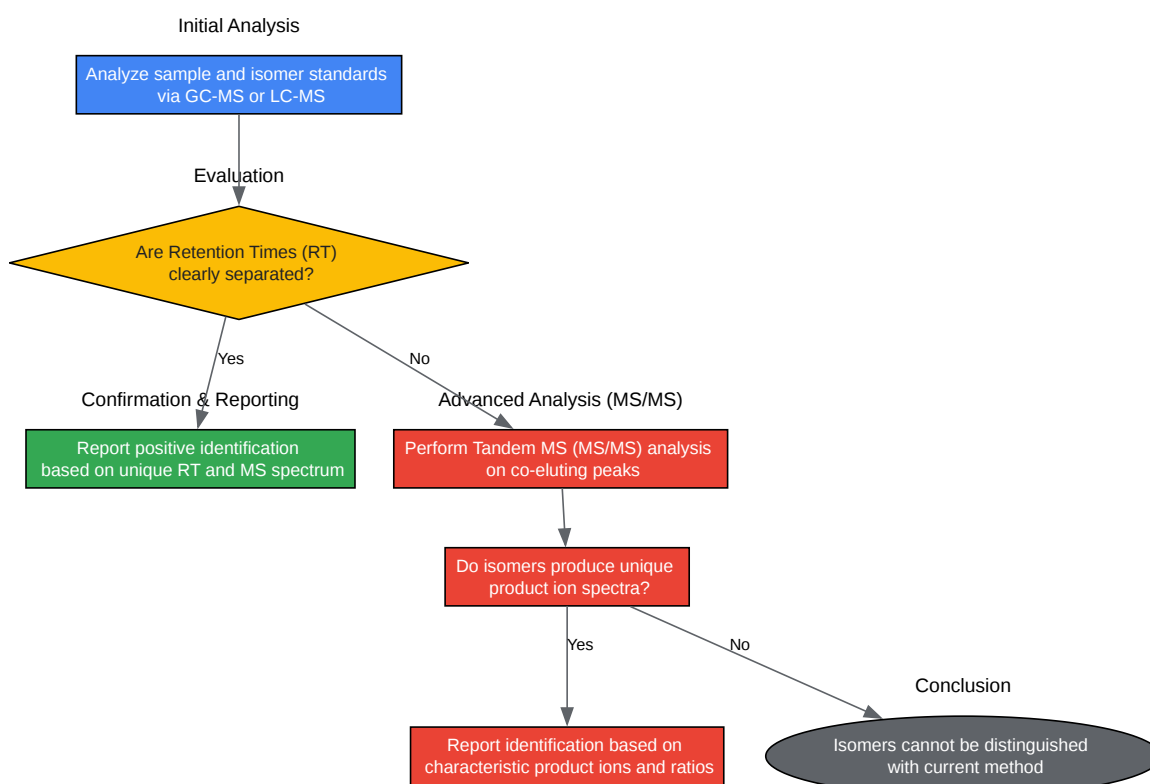 Initial Analysis
Analyze sample and isomer standards
via GC-MS or LC-MS
Evaluation
Are Retention Times (RT)
clearly separated?
Yes
No
Confirmation & Reporting
Advanced Analysis (MS/MS)
Report positive identification
based on unique RT and MS spectrum
Perform Tandem MS (MS/MS) analysis
on co-eluting peaks
Do isomers produce unique
product ion spectra?
Yes
No
Conclusion
Report identification based on
characteristic product ions and ratios
Isomers cannot be distinguished
with current method